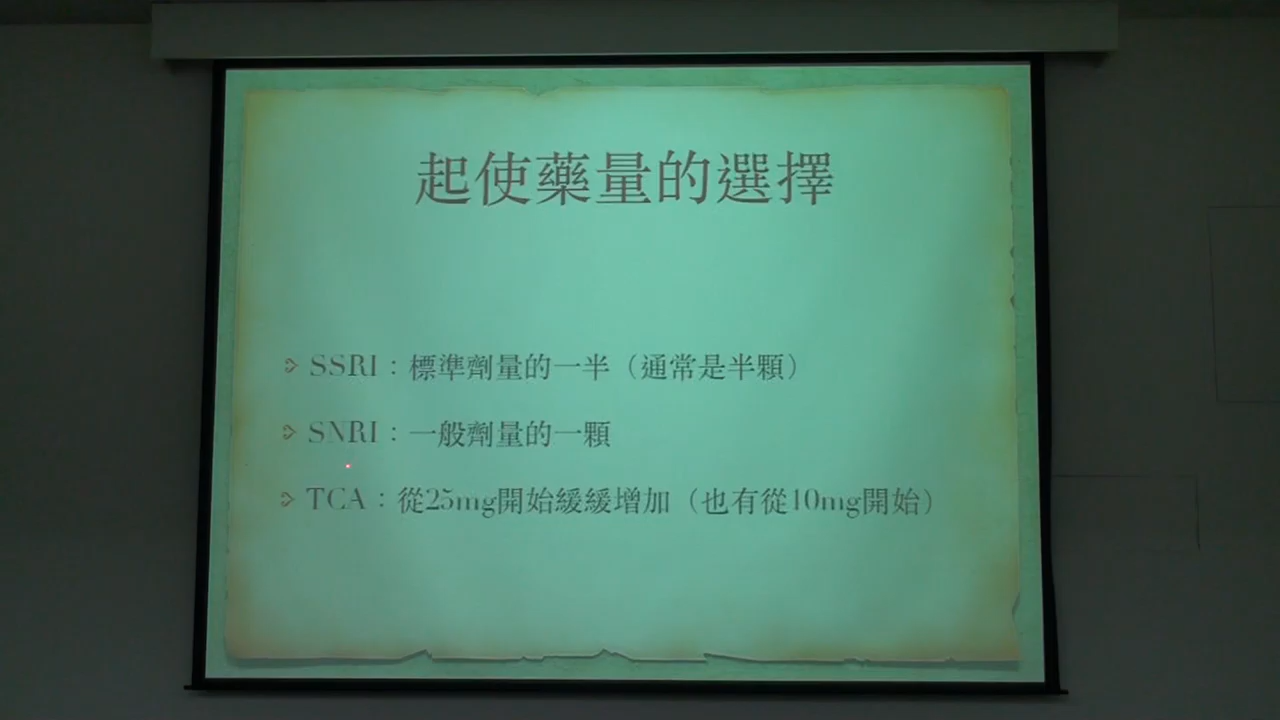 起使藥量的選擇
SSRI：標準劑量的一半（通常是半顆）
SNRI：一般劑量的一顆
TCA：從25mg開始緩緩增加（也有從10mg開始）